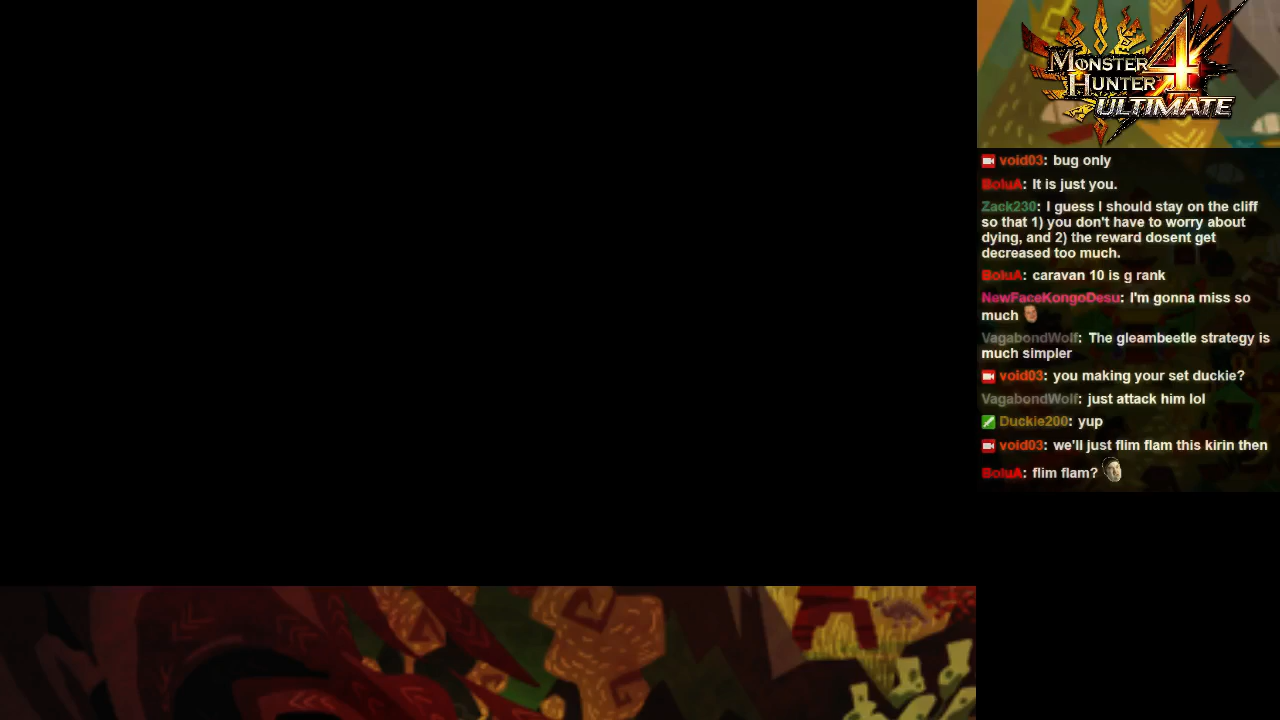 MONSTER
HUNTER 4
ULTIMATE
void03: bug only
BoluA: It is just you.
Zack230: I guess I should stay on the cliff
so that 1) you don't have to worry about
dying, and 2) the reward dosent get
decreased too much.
BoluA: caravan 10 is g rank
NewFaceKongoDesu: I'm gonna miss so
much
VagabondWolf: The gleambeetle strategy is
much simpler
void03: you making your set duckie?
VagabondWolf: just attack him lol
Duckie200: yup
void03: we'll just flim flam this kirin then
BoluA: flim flam?